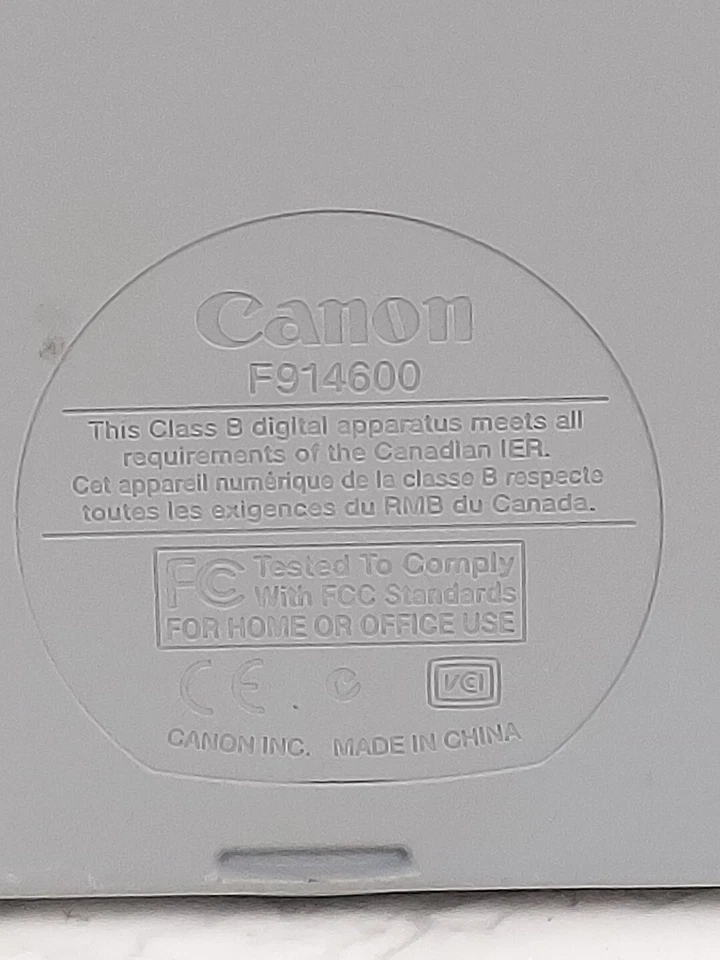 Canon
F914600
This Class B digital apparatus meets all
requirements of the Canadian IER.
Cet appareil numérique de la classe B respecte
toutes les exigences du RMB du Canada.
FC Tested To Comply
With FCC Standards
FOR HOME OR OFFICE USE
CE VCI
CANON INC. MADE IN CHINA